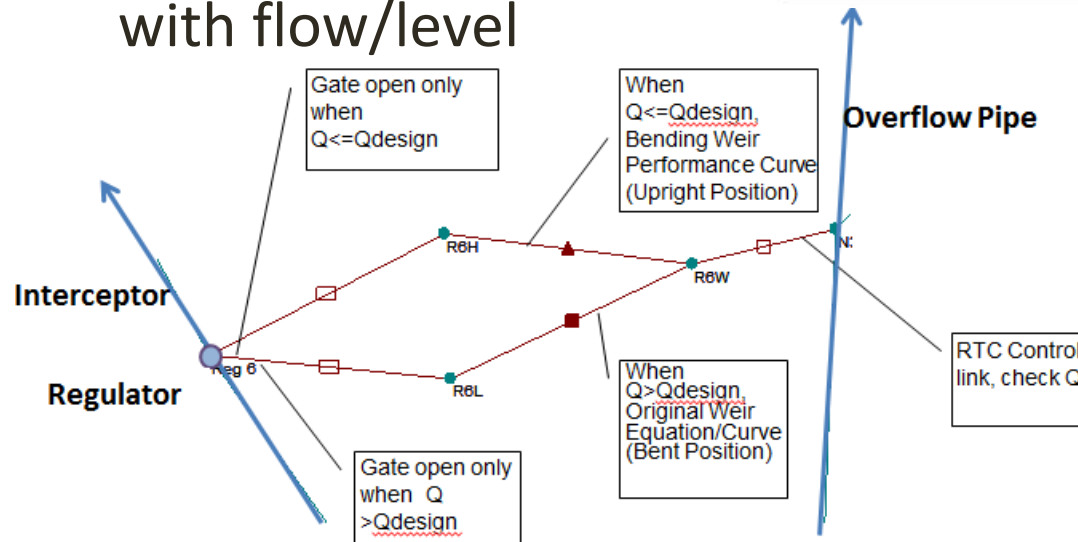 with flow/level
Gate open only
when
Q<=Qdesign
When
Q<=Qdesign,
Bending Weir
Performance Curve
(Upright Position)
Overflow Pipe
R6H
R6W
N:
Interceptor
Reg 6
Regulator
R6L
RTC Control
link, check Q
When
Q>Qdesign,
Original Weir
Equation/Curve
(Bent Position)
Gate open only
when Q
>Qdesign